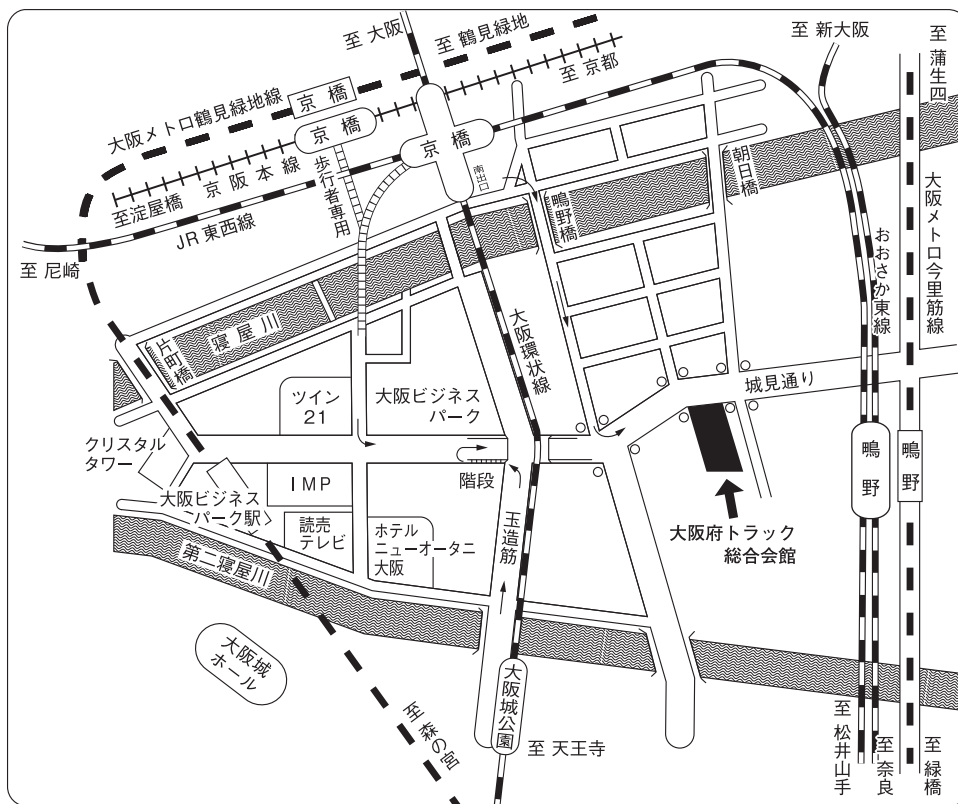 至 大阪
至 鶴見緑地
至 新大阪
至 蒲生四
大阪メトロ鶴見緑地線
京橋
至 京都
京橋
京橋
南出口
至淀屋橋
京阪本線
歩行者専用
JR 東西線
至 尼崎
鴫野橋
朝日橋
大阪メトロ今里筋線
おおさか東線
寝屋川
片町橋
大阪環状線
城見通り
ツイン
21
大阪ビジネス
パーク
クリスタル
タワー
階段
IMP
大阪ビジネス
パーク駅
読売
テレビ
ホテル
ニューオータニ
大阪
玉造筋
鴫野
鴫野
大阪府トラック
総合会館
第二寝屋川
大阪城
ホール
大阪城公園
至 森の宮
至 天王寺
至 松井山手
至 奈良
至 緑橋